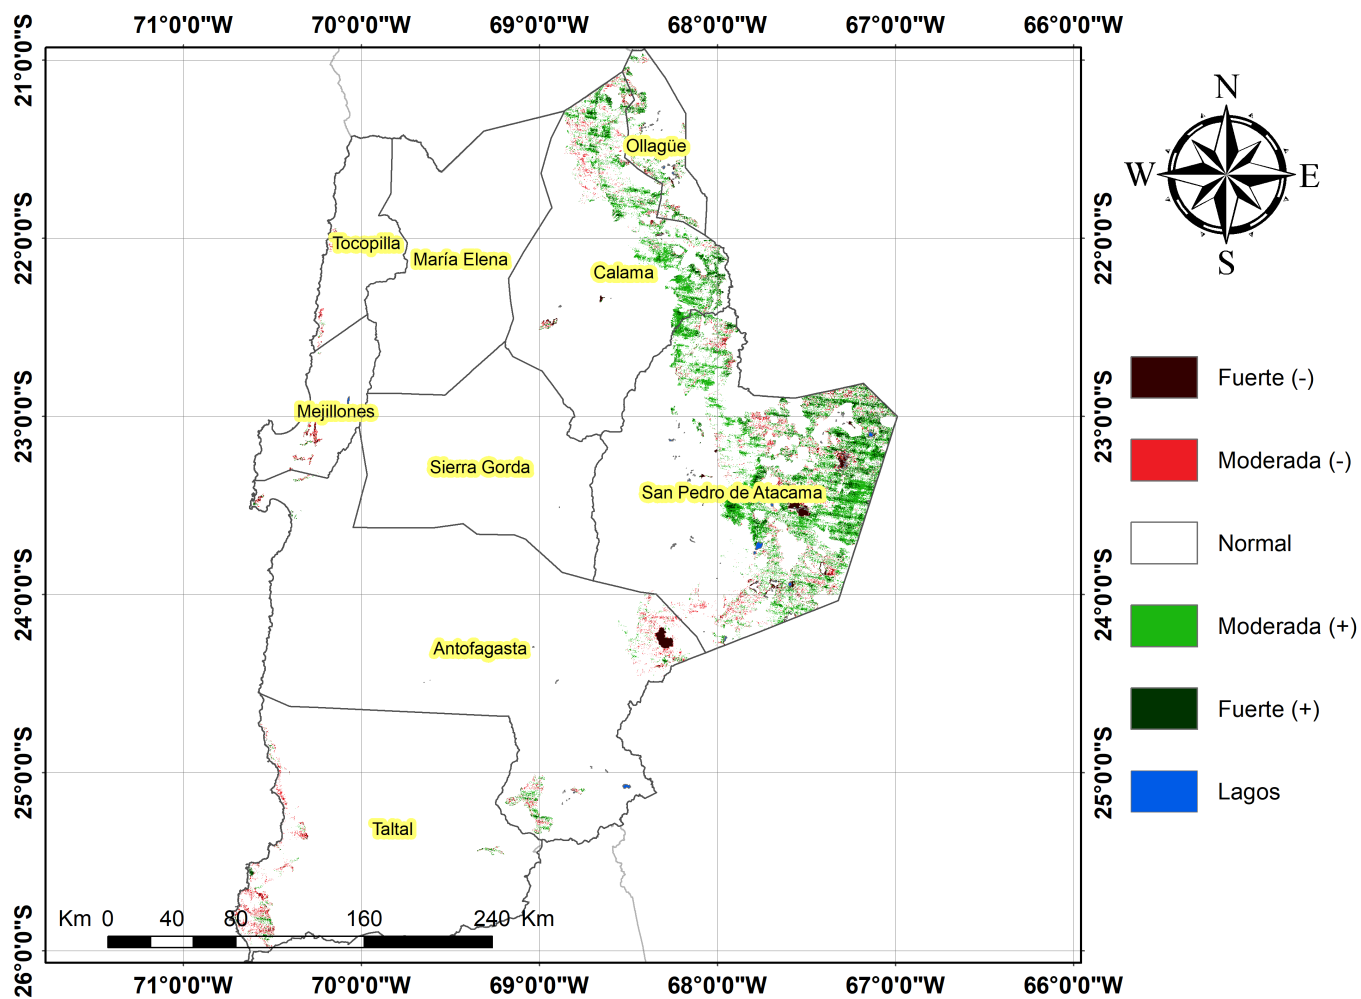 71°0'0"W 70°0'0"W 69°0'0"W 68°0'0"W 67°0'0"W 66°0'0"W
21°0'0"S
22°0'0"S
23°0'0"S
24°0'0"S
25°0'0"S
26°0'0"S
Ollagüe
Tocopilla
María Elena
Calama
Mejillones
Sierra Gorda
San Pedro de Atacama
Antofagasta
Taltal
Km 0 40 80 160 240 Km
71°0'0"W 70°0'0"W 69°0'0"W 68°0'0"W 67°0'0"W 66°0'0"W
22°0'0"S
23°0'0"S
24°0'0"S
25°0'0"S
N
W E
S
Fuerte (-)
Moderada (-)
Normal
Moderada (+)
Fuerte (+)
Lagos